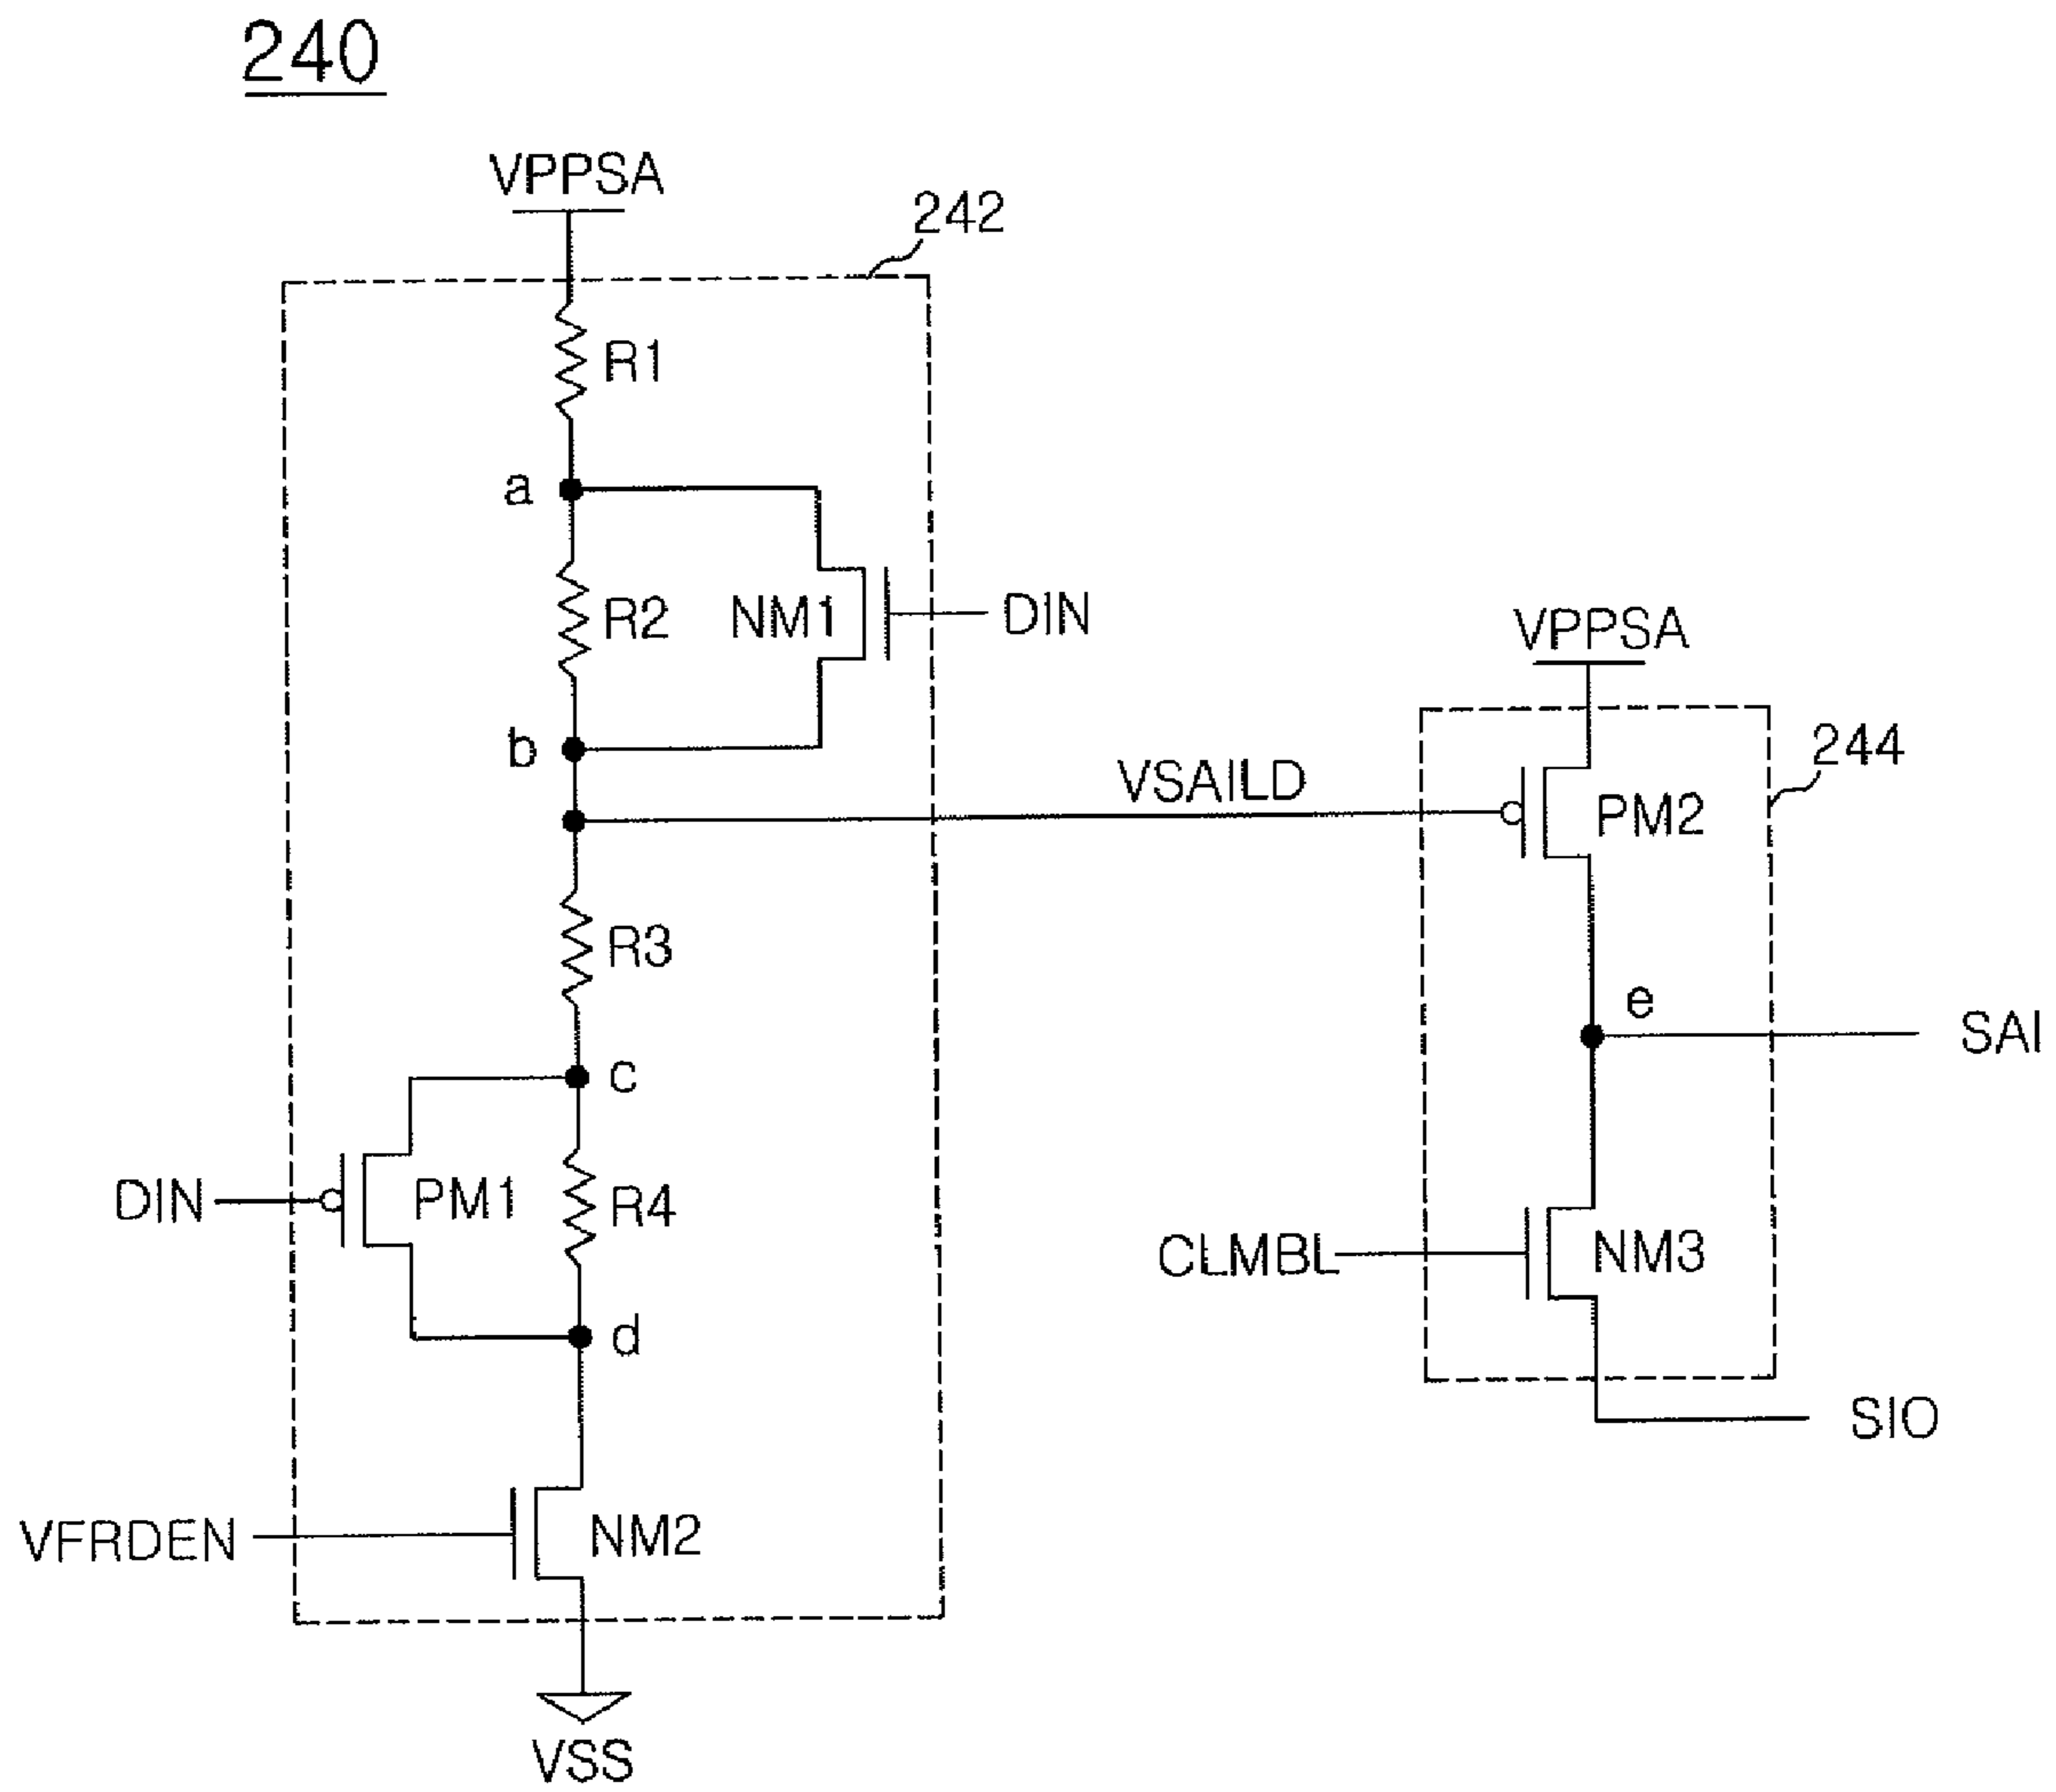 240
VPPSA
242
R1
a
R2
NM1
DIN
b
VSAILD
VPPSA
244
PM2
R3
e
SAI
c
DIN
PM1
R4
CLMBL
NM3
d
SIO
VFRDEN
NM2
VSS